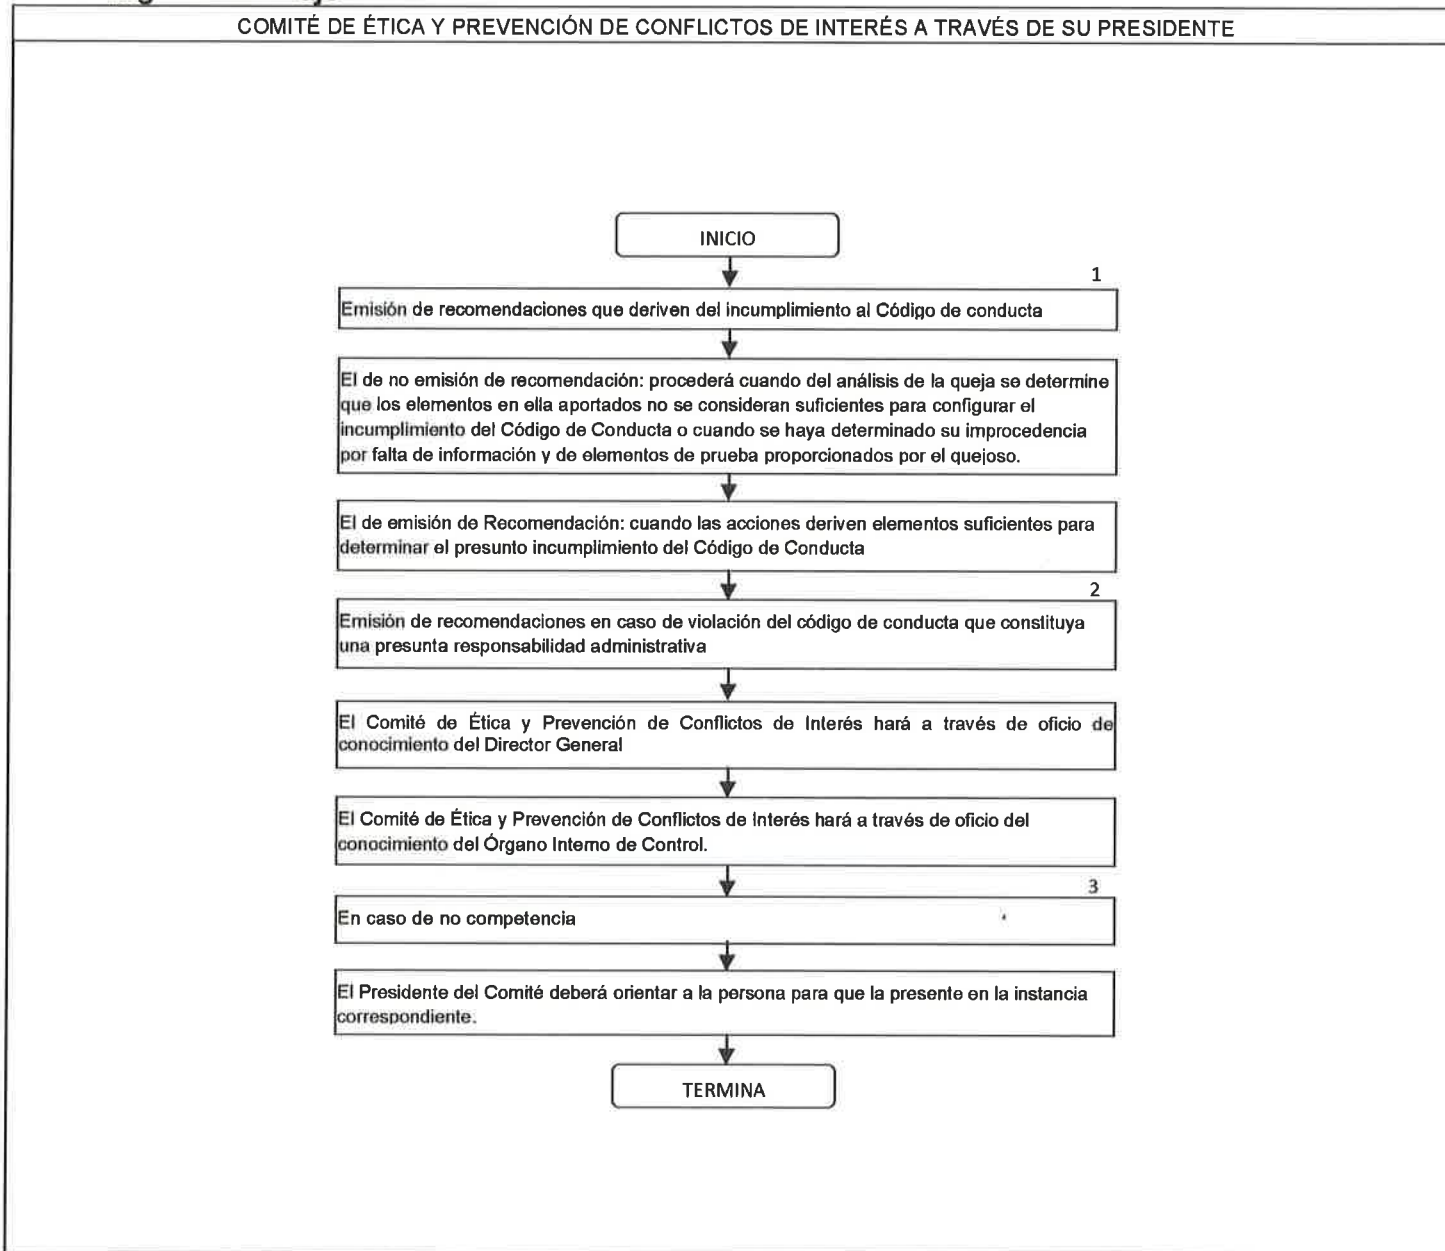 COMITÉ DE ÉTICA Y PREVENCIÓN DE CONFLICTOS DE INTERÉS A TRAVÉS DE SU PRESIDENTE
INICIO
1
Emisión de recomendaciones que deriven del incumplimiento al Código de conducta
El de no emisión de recomendación: procederá cuando del análisis de la queja se determine
que los elementos en ella aportados no se consideran suficientes para configurar el
incumplimiento del Código de Conducta o cuando se haya determinado su improcedencia
por falta de información y de elementos de prueba proporcionados por el quejoso.
El de emisión de Recomendación: cuando las acciones deriven elementos suficientes para
determinar el presunto incumplimiento del Código de Conducta
2
Emisión de recomendaciones en caso de violación del código de conducta que constituya
una presunta responsabilidad administrativa
El Comité de Ética y Prevención de Conflictos de Interés hará a través de oficio de
conocimiento del Director General
El Comité de Ética y Prevención de Conflictos de Interés hará a través de oficio del
conocimiento del Órgano Interno de Control.
3
En caso de no competencia
El Presidente del Comité deberá orientar a la persona para que la presente en la instancia
correspondiente.
TERMINA